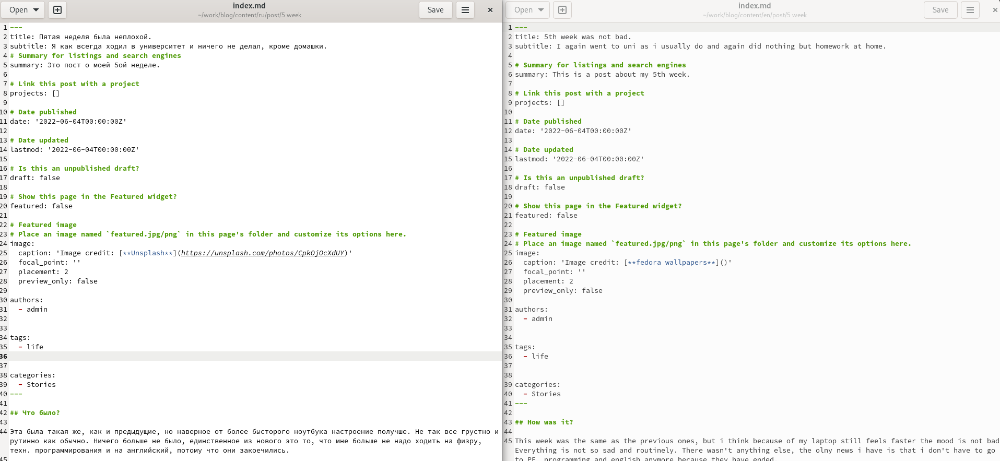 Open
index.md
~/work/blog/content/ru/post/5 week
Save
1 ---
2 title: Пятая неделя была неплохой.
3 subtitle: Я как всегда ходил в университет и ничего не делал, кроме домашки.
4 # Summary for listings and search engines
5 summary: Это пост о моей 5ой неделе.
6
7 # Link this post with a project
8 projects: []
9
10 # Date published
11 date: '2022-06-04T00:00:00Z'
12
13 # Date updated
14 lastmod: '2022-06-04T00:00:00Z'
15
16 # Is this an unpublished draft?
17 draft: false
18
19 # Show this page in the Featured widget?
20 featured: false
21
22 # Featured image
23 # Place an image named `featured.jpg/png` in this page's folder and customize its options here.
24 image:
25   caption: 'Image credit: [**Unsplash**](https://unsplash.com/photos/CpkOjOcXdUY)'
26   focal_point: ''
27   placement: 2
28   preview_only: false
29
30 authors:
31   - admin
32
33
34 tags:
35   - life
36
37
38 categories:
39   - Stories
40 ---
41
42 ## Что было?
43
44 Эта была такая же, как и предыдущие, но наверное от более бысторого ноутбука настроение получше. Не так все грустно и
рутинно как обычно. Ничего больше не было, единственное из нового это то, что мне больше не надо ходить на физру,
техн. программирования и на английский, потому что они закоечились.
45
Open
index.md
~/work/blog/content/en/post/5 week
Save
1 ---
2 title: 5th week was not bad.
3 subtitle: I again went to uni as i usually do and again did nothing but homework at home.
4
5 # Summary for listings and search engines
6 summary: This is a post about my 5th week.
7
8 # Link this post with a project
9 projects: []
10
11 # Date published
12 date: '2022-06-04T00:00:00Z'
13
14 # Date updated
15 lastmod: '2022-06-04T00:00:00Z'
16
17 # Is this an unpublished draft?
18 draft: false
19
20 # Show this page in the Featured widget?
21 featured: false
22
23 # Featured image
24 # Place an image named `featured.jpg/png` in this page's folder and customize its options here.
25 image:
26   caption: 'Image credit: [**fedora wallpapers**]()'
27   focal_point: ''
28   placement: 2
29   preview_only: false
30
31 authors:
32   - admin
33
34
35 tags:
36   - life
37
38
39 categories:
40   - Stories
41 ---
42
43 ## How was it?
44
45 This week was the same as the previous ones, but i think because of my laptop still feels faster the mood is not bad
Everything is not so sad and routinely. There wasn't anything else, the olny news i have is that i don't have to go
to PE, programming and english anymore because they have ended.